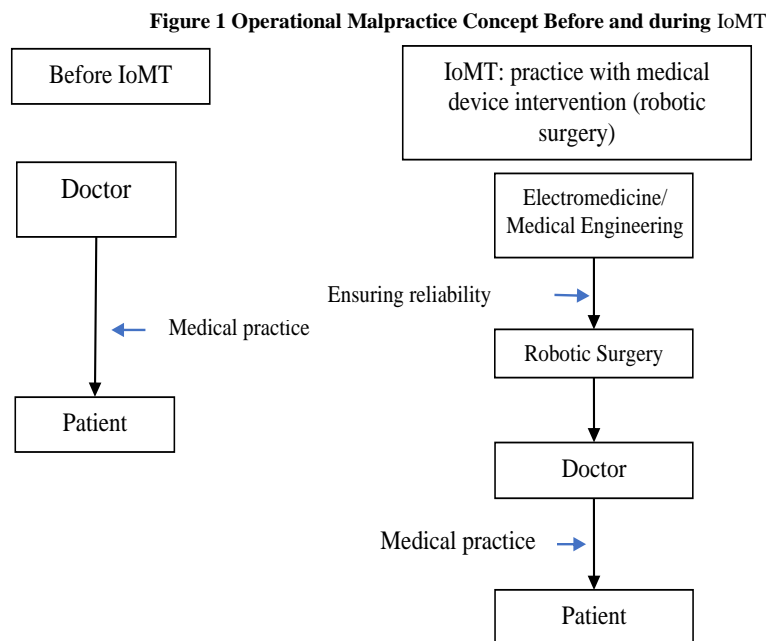 Figure 1 Operational Malpractice Concept Before and during IoMT
Before IoMT
Doctor
Medical practice
Patient
IoMT: practice with medical
device intervention (robotic
surgery)
Electromedicine/
Medical Engineering
Ensuring reliability
Robotic Surgery
Doctor
Medical practice
Patient